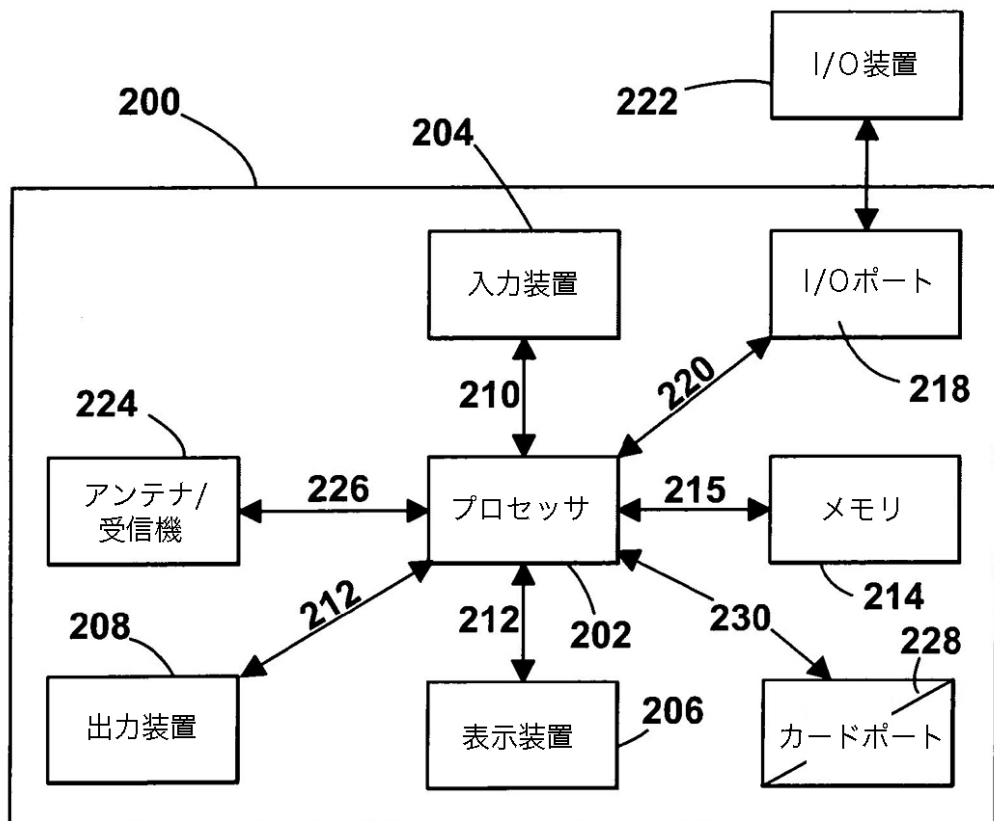 I/O装置
222
200
204
入力装置
I/Oポート
210
220
218
224
アンテナ/
受信機
226
プロセッサ
215
メモリ
212
212
202
214
208
230
228
出力装置
表示装置
206
カードポート